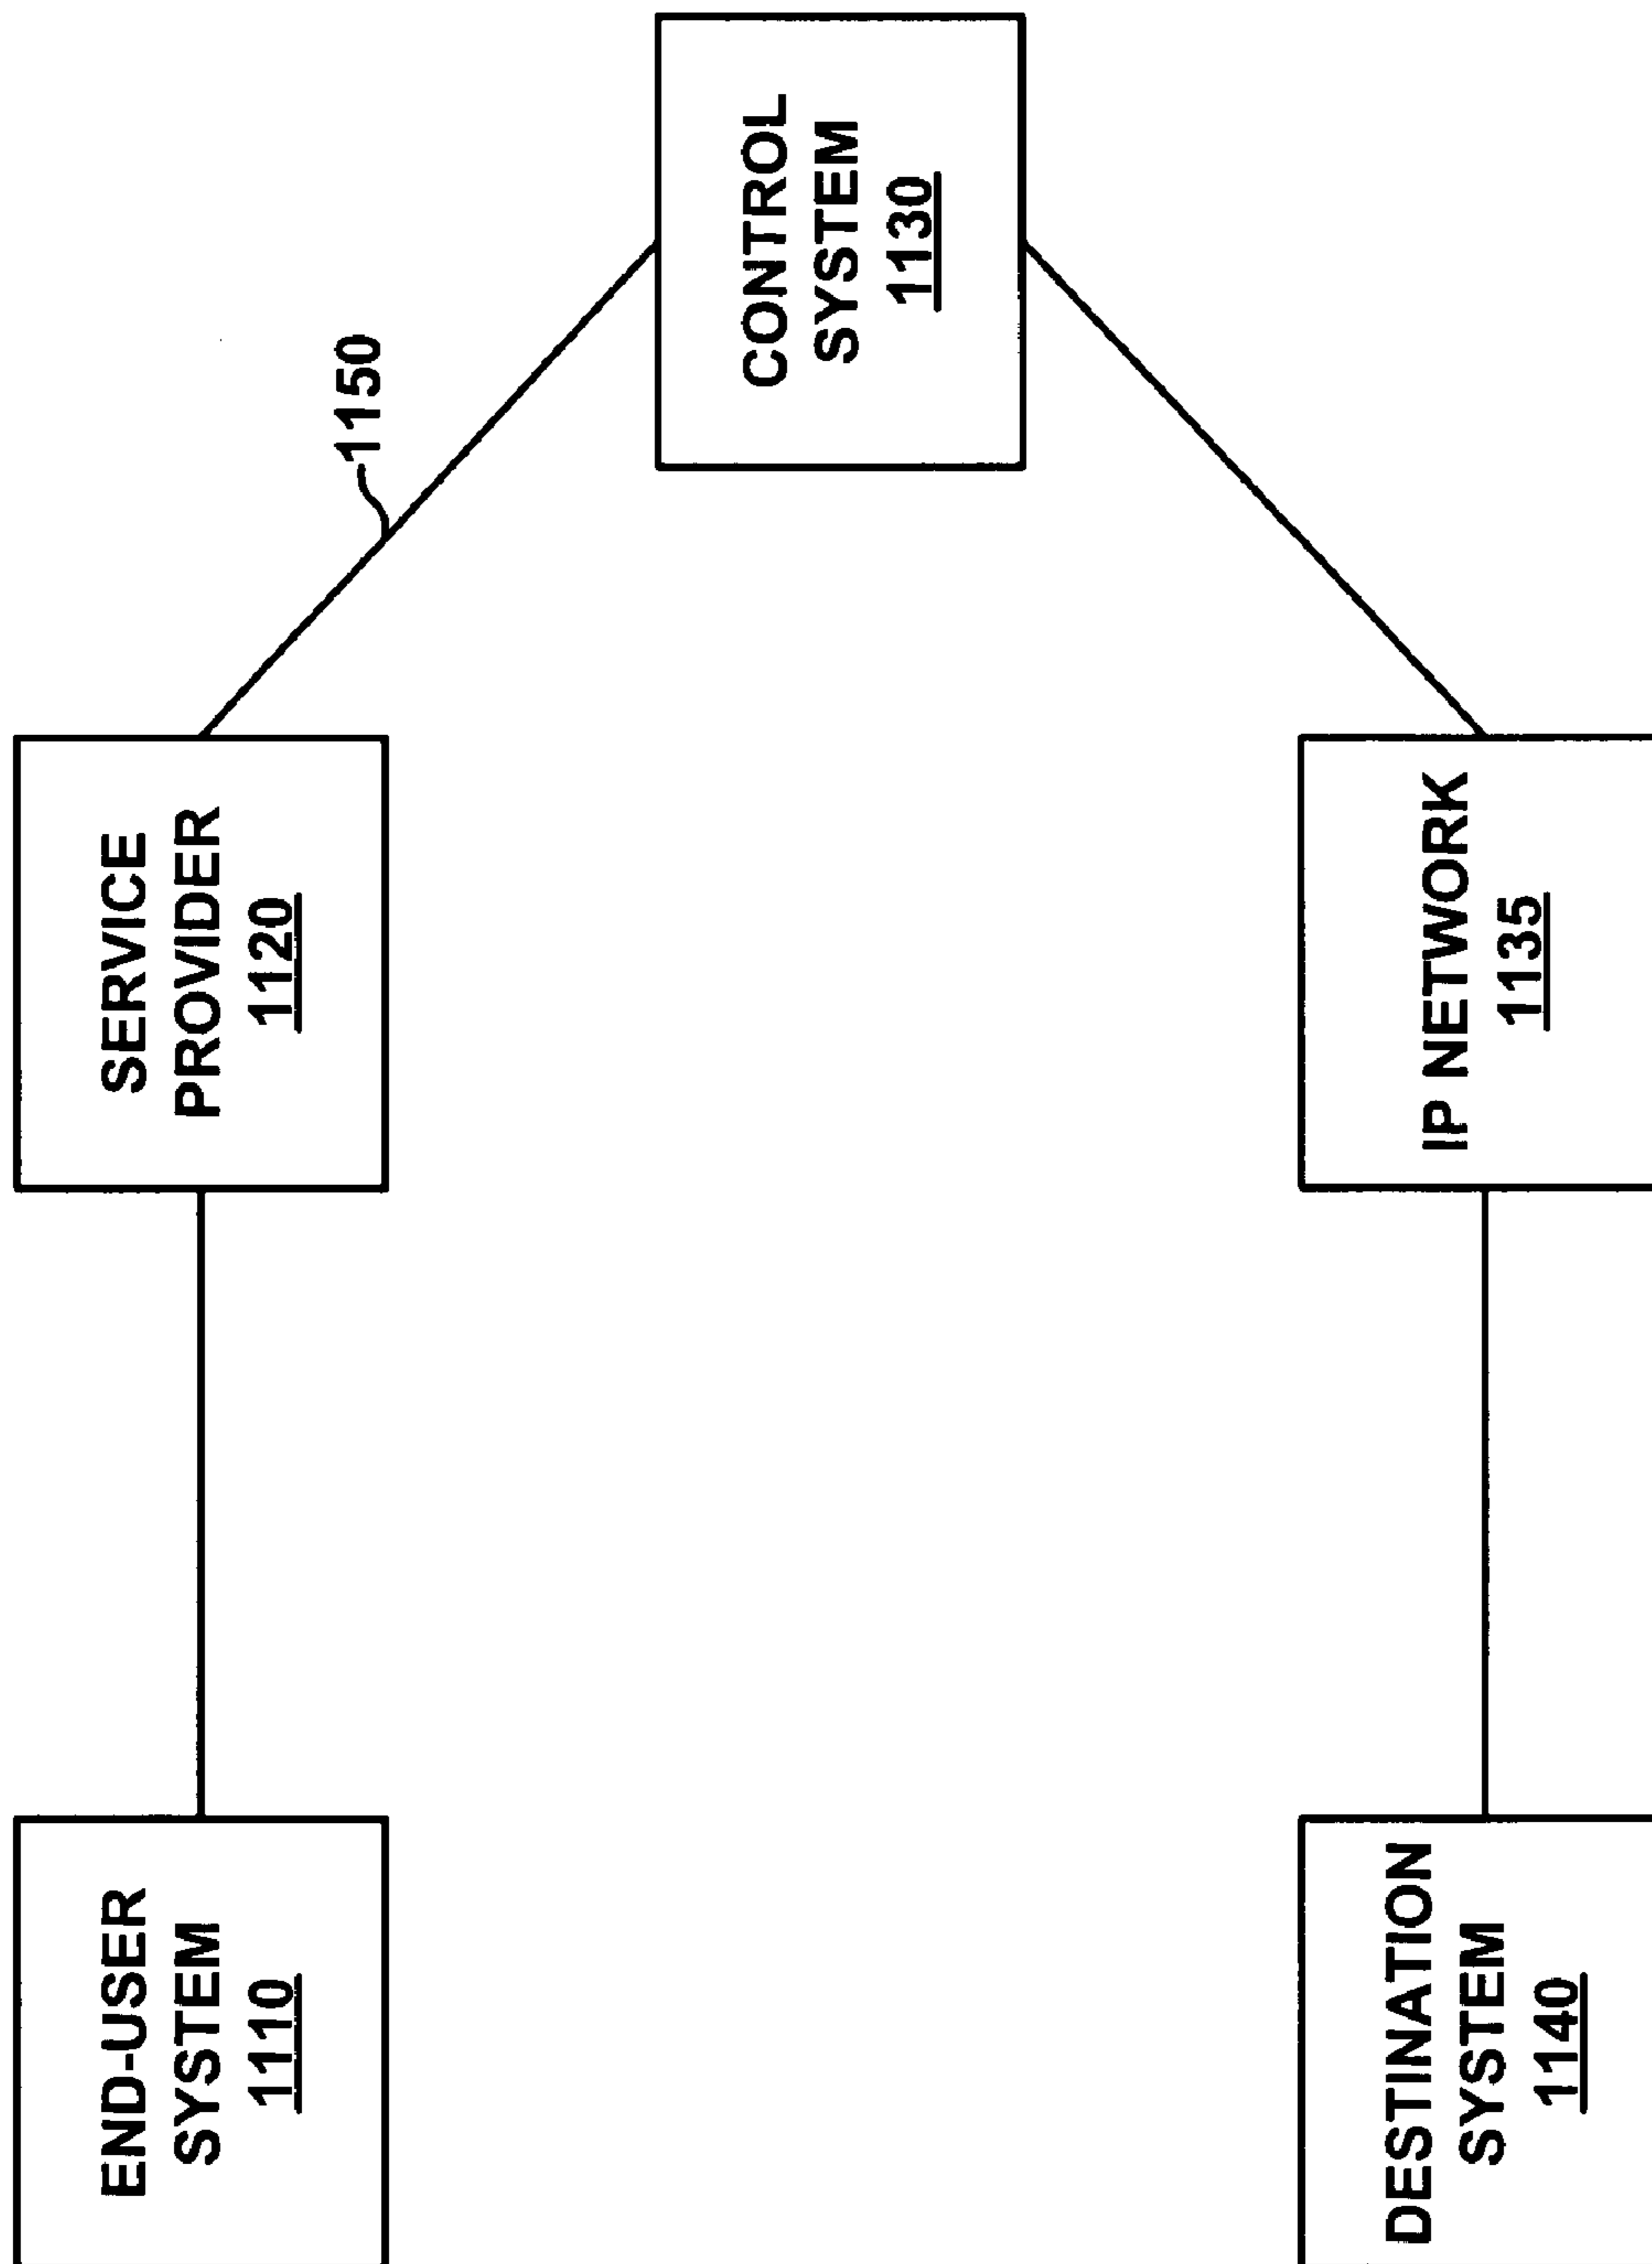 END-USER
SYSTEM
1110
SERVICE
PROVIDER
1120
1150
CONTROL
SYSTEM
1130
DESTINATION
SYSTEM
1140
IP NETWORK
1135